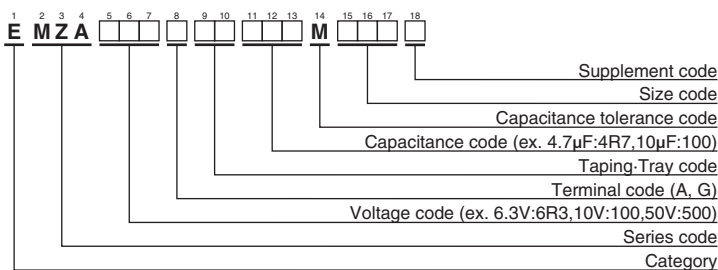 1 2 3 4 5 6 7 8 9 10 11 12 13 14 15 16 17 18
E M Z A □□□ □ □□ □□□ M □□□ □
Supplement code
Size code
Capacitance tolerance code
Capacitance code (ex. 4.7μF:4R7,10μF:100)
Taping·Tray code
Terminal code (A, G)
Voltage code (ex. 6.3V:6R3,10V:100,50V:500)
Series code
Category